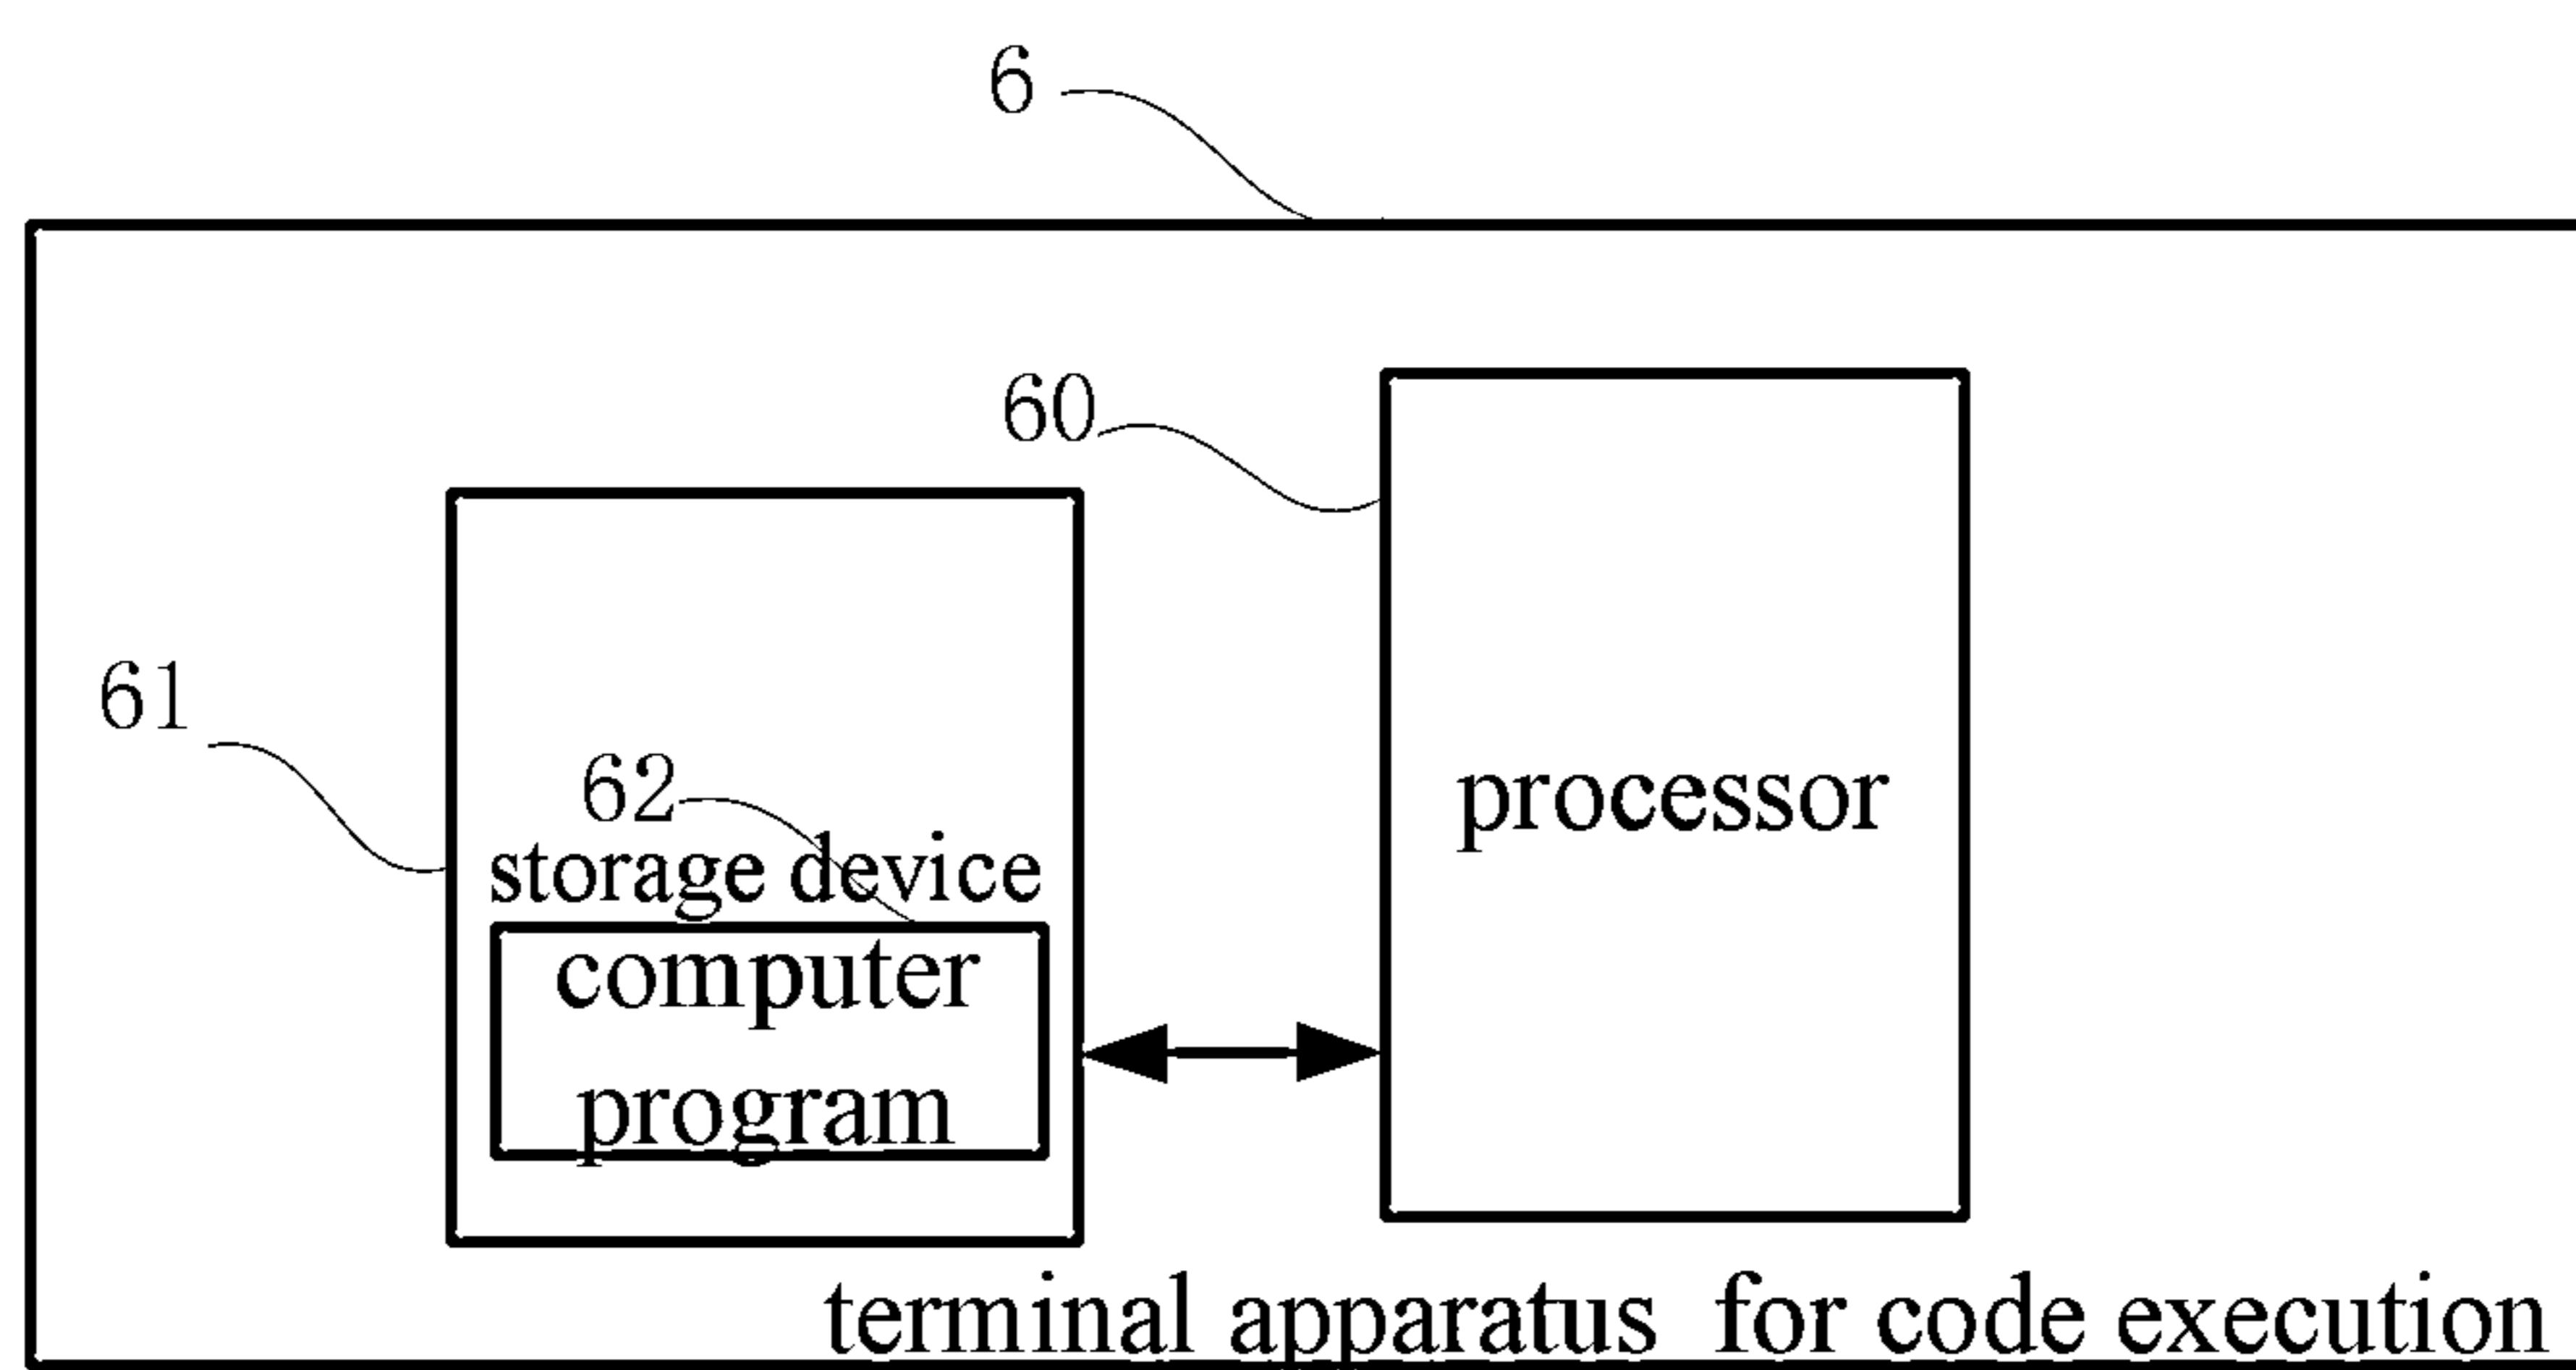 6
60
61
62
processor
storage device
computer
program
terminal apparatus for code execution